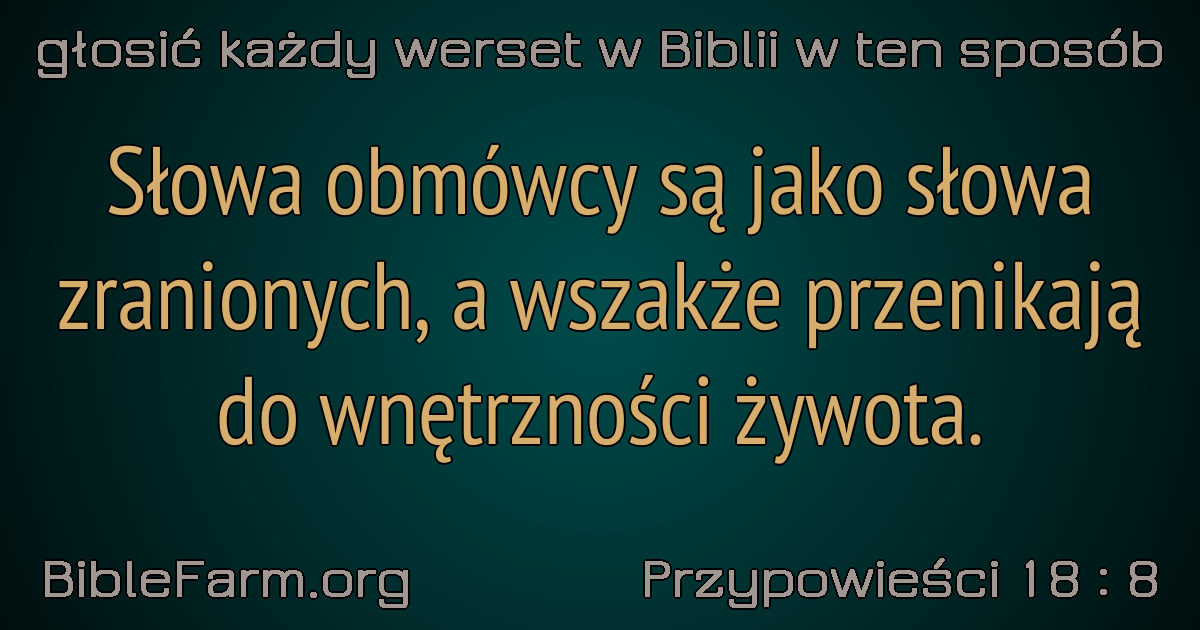 głosić każdy werset w Biblii w ten sposób
Słowa obmówcy są jako słowa
zranionych, a wszakże przenikają
do wnętrzności żywota.
BibleFarm.org
Przypowieści 18 : 8